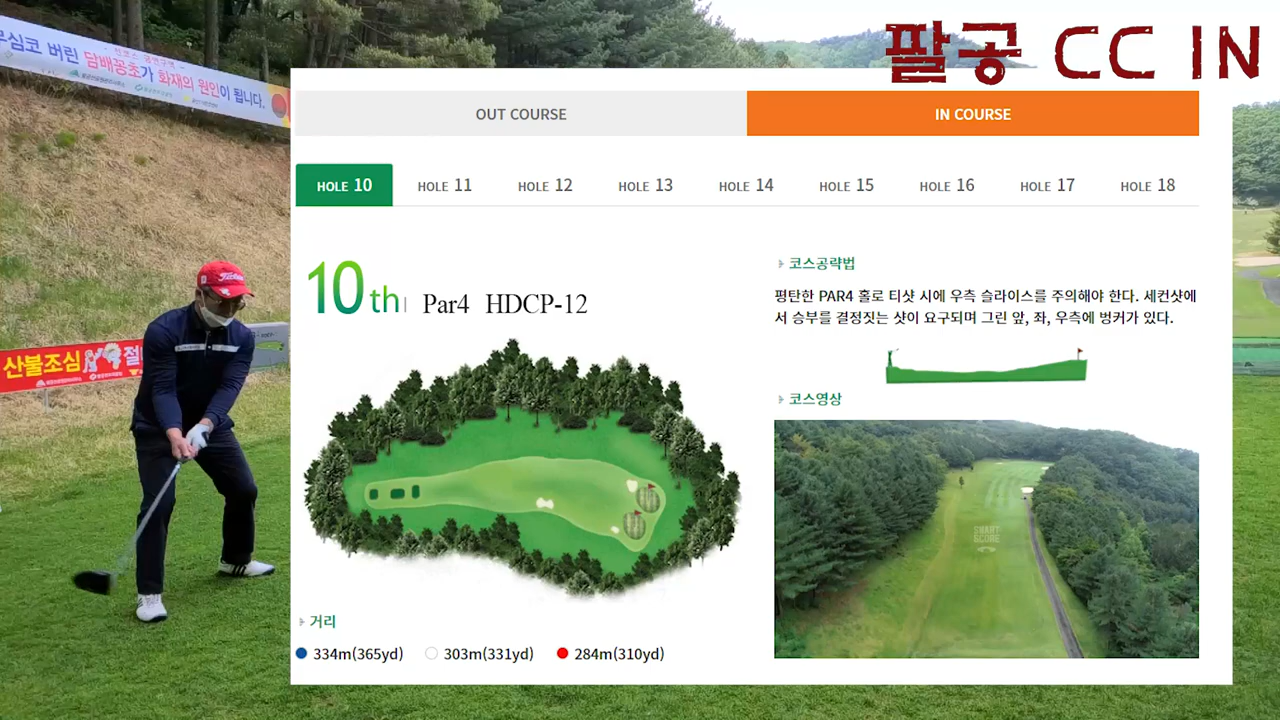 팔공 CC IN
무심코 버린 담배꽁초가 화재의 원인이 됩니다.
OUT COURSE
IN COURSE
HOLE 10
HOLE 11
HOLE 12
HOLE 13
HOLE 14
HOLE 15
HOLE 16
HOLE 17
HOLE 18
10th
Par4 HDCP-12
코스공략법
평탄한 PAR4 홀로 티샷 시에 우측 슬라이스를 주의해야 한다. 세컨샷에
서 승부를 결정짓는 샷이 요구되며 그린 앞, 좌, 우측에 벙커가 있다.
산불조심
코스영상
SMART
SCORE
거리
334m(365yd)
303m(331yd)
284m(310yd)